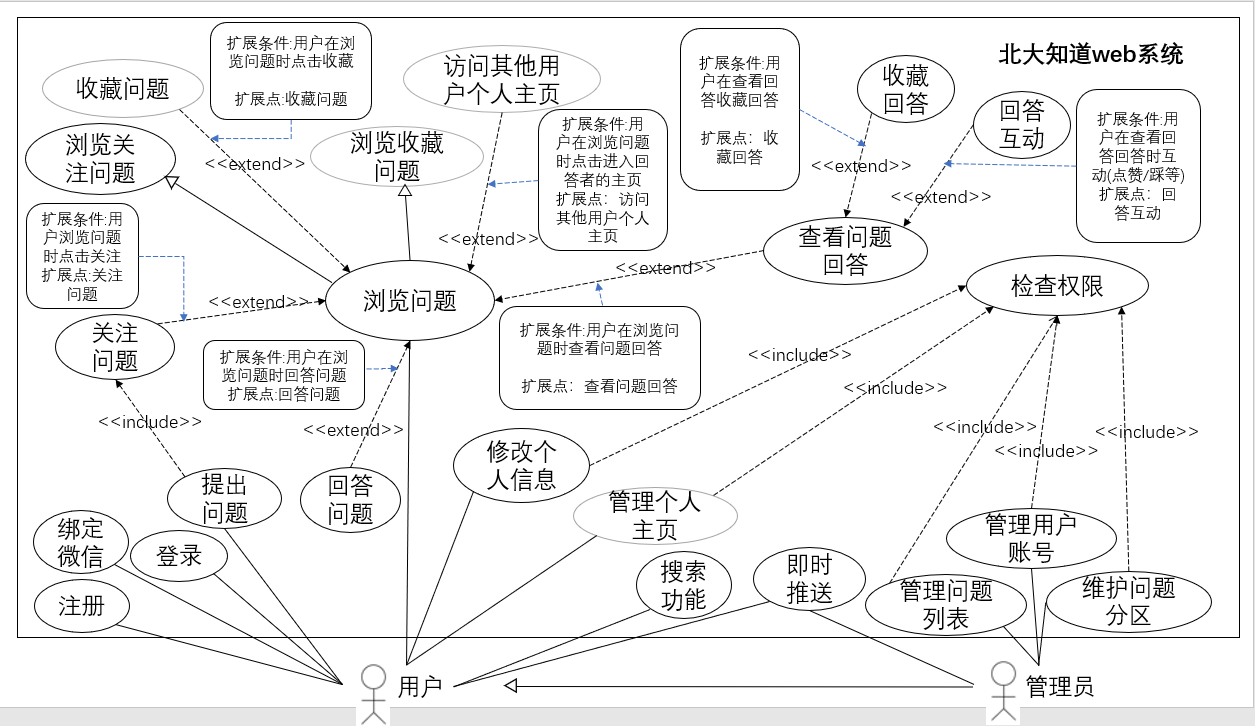 北大知道web系统
扩展条件:用户在浏
览问题时点击收藏
扩展点:收藏问题
收藏问题
访问其他用
户个人主页
扩展条件:用
户在查看回
答收藏回答
扩展点：收
藏回答
收藏
回答
回答
互动
扩展条件:用
户在查看回
答回答时互
动(点赞/踩等)
扩展点：回
答互动
浏览关
注问题
<<extend>>
浏览收藏
问题
扩展条件:用
户在浏览问题
时点击进入回
答者的主页
扩展点：访问
其他用户个人
主页
<<extend>>
<<extend>>
扩展条件:用
户浏览问题
时点击关注
扩展点:关注
问题
<<extend>>
查看问题
回答
<<extend>>
检查权限
<<extend>>
浏览问题
关注
问题
扩展条件:用户在浏
览问题时回答问题
扩展点:回答问题
扩展条件:用户在浏览问
题时查看问题回答
扩展点：查看问题回答
<<include>>
<<include>>
<<include>>
<<extend>>
<<include>>
<<include>>
<<include>>
修改个
人信息
提出
问题
回答
问题
管理个人
主页
绑定
微信
登录
管理用户
账号
注册
搜索
功能
即时
推送
管理问题
列表
维护问题
分区
用户
管理员